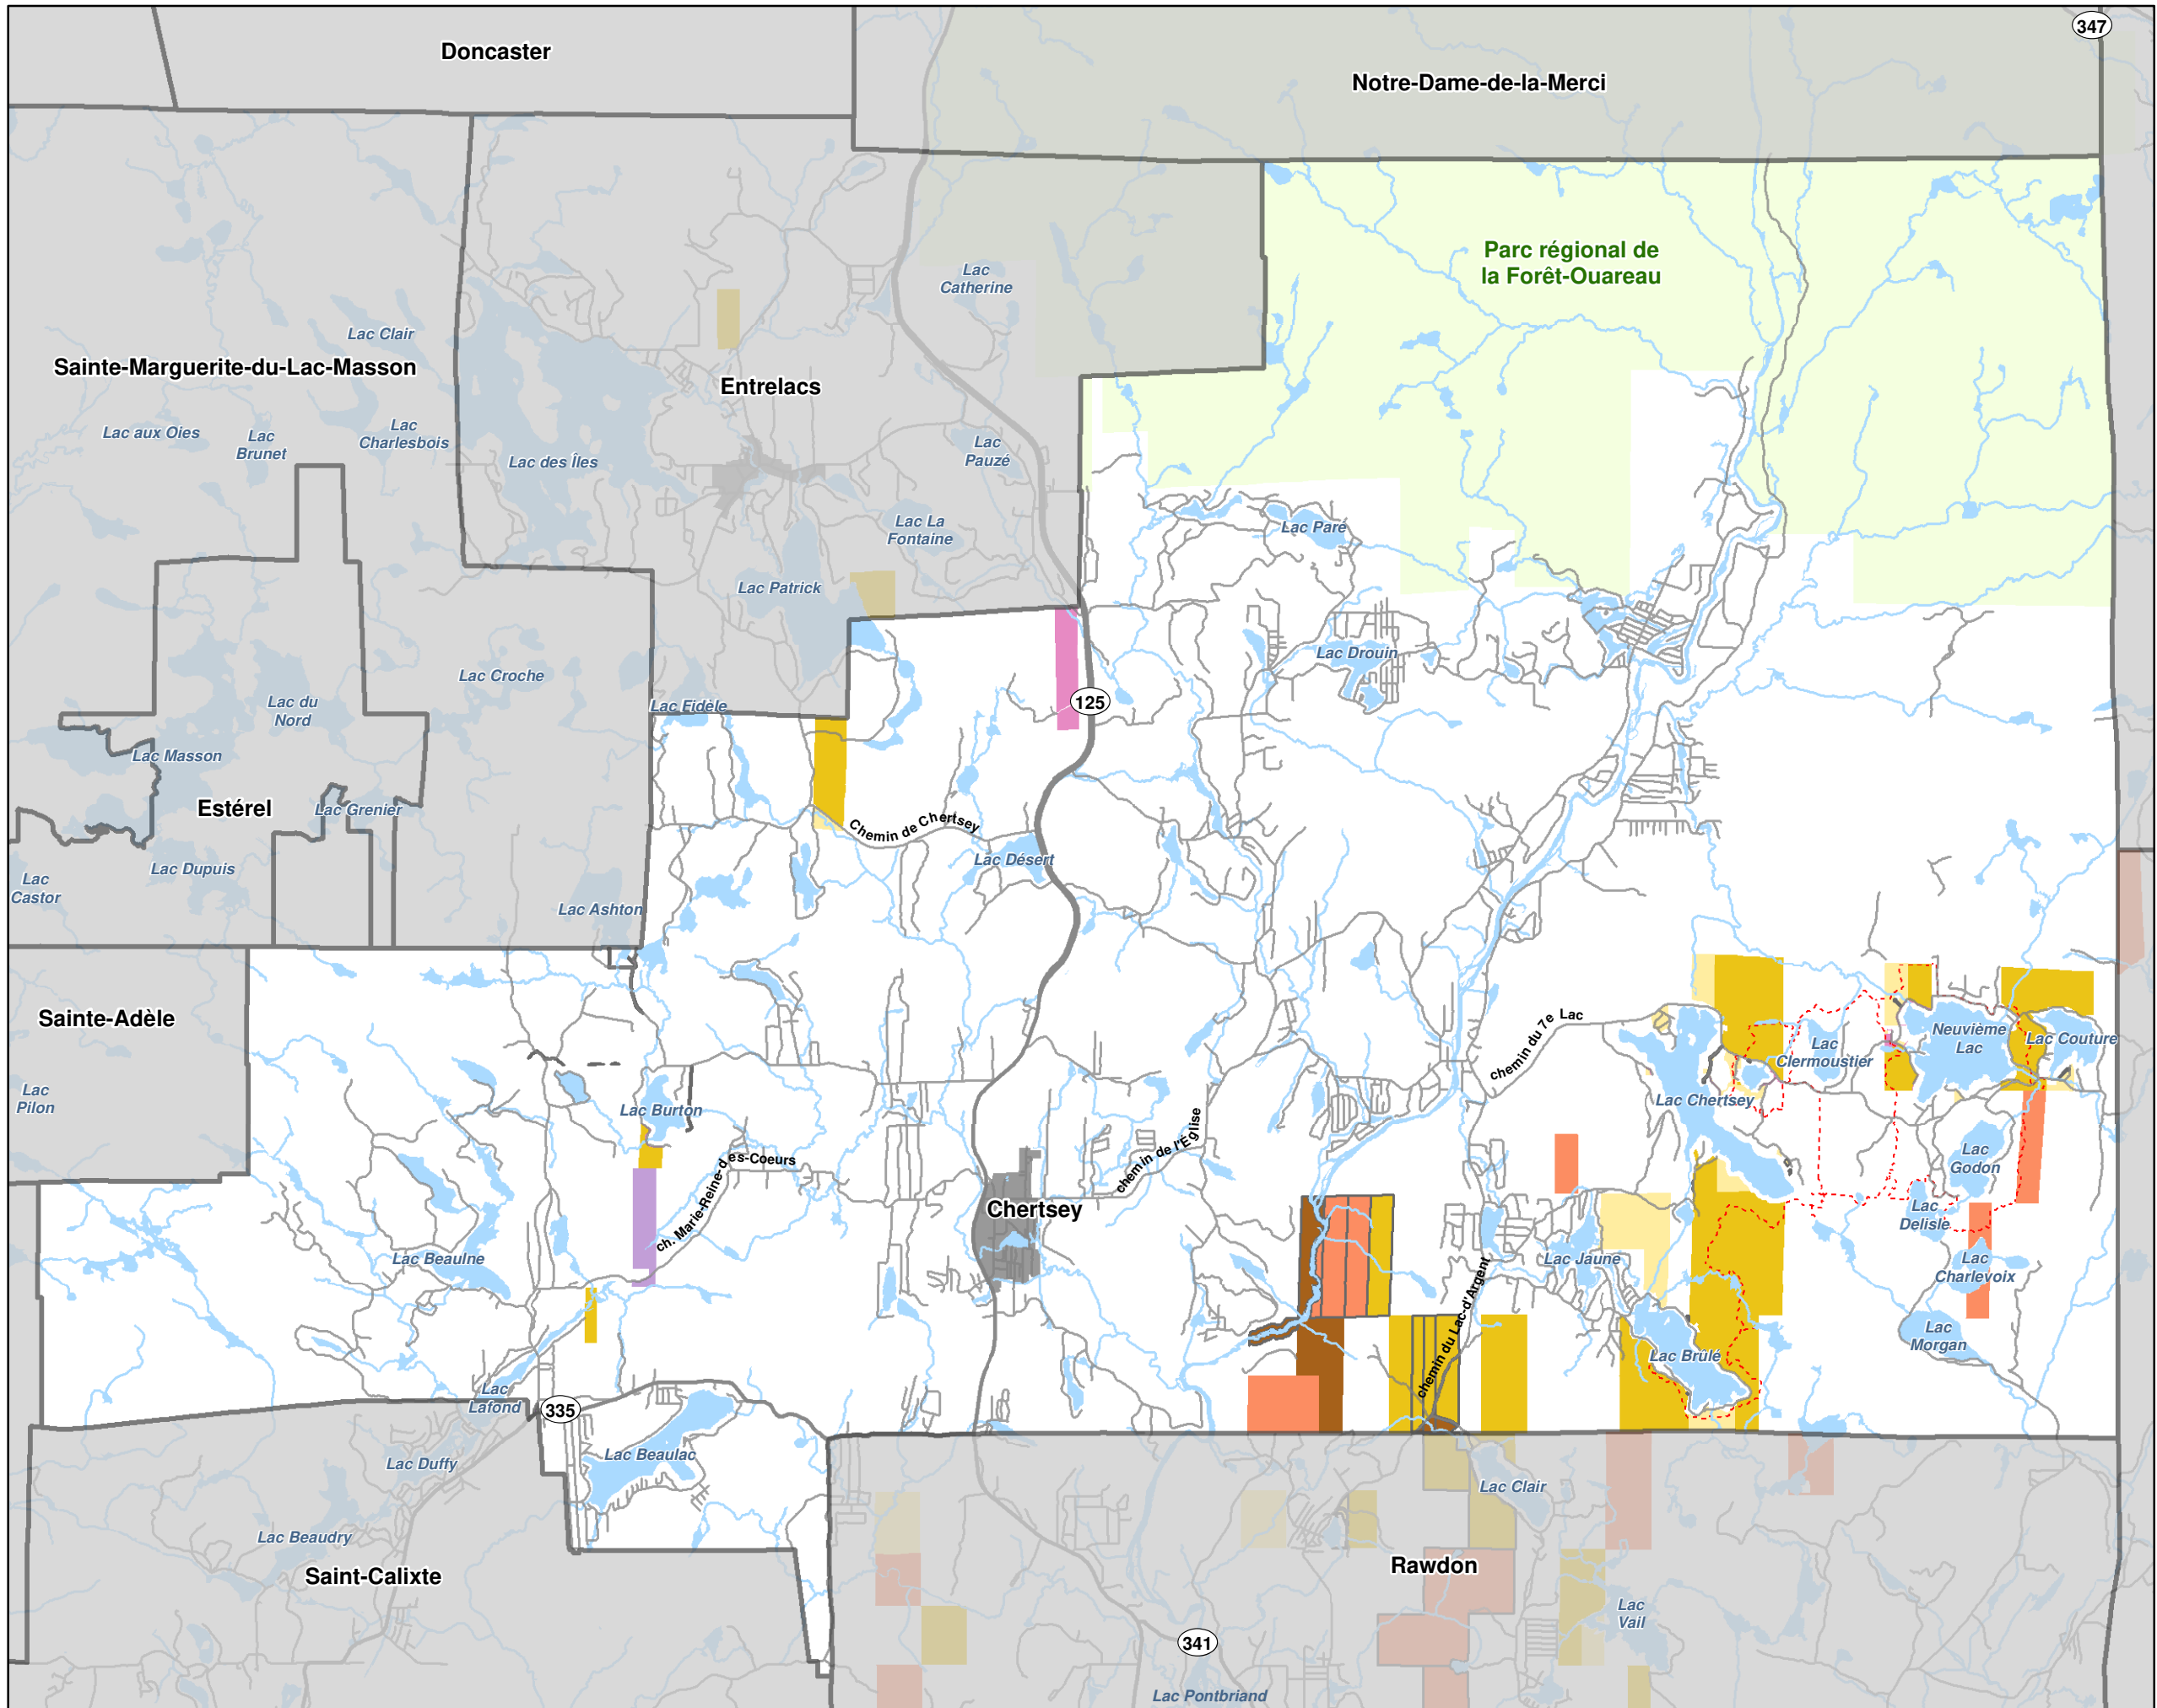 347
Doncaster
Notre-Dame-de-la-Merci
Parc régional de
la Forêt-Ouareau
Lac
Catherine
Lac Clair
Sainte-Marguerite-du-Lac-Masson
Entrelacs
Lac aux Oies
Lac
Brunet
Lac
Charlesbois
Lac des Îles
Lac
Pauzé
Lac La
Fontaine
Lac Paré
Lac Patrick
Lac Drouin
Lac Croche
Lac Fidèle
Lac du
Nord
125
Lac Masson
Estérel
Lac Grenier
Chemin de Chertsey
Lac Désert
Lac Dupuis
Lac
Castor
Lac Ashton
Sainte-Adèle
chemin du 7e Lac
Neuvième
Lac
Lac Couture
Lac
Clermoustier
Lac
Pilon
Lac Burton
Lac Chertsey
chemin de l'Église
ch. Marie-Reine-des-Coeurs
Lac
Godon
Chertsey
Lac
Delisle
Lac Beaulne
Lac Jaune
Lac
Charlevoix
chemin du Lac-d'Argent
Lac
Morgan
Lac Brûlé
Lac
Lafond
335
Lac Beaulac
Lac Duffy
Lac Clair
Lac Beaudry
Saint-Calixte
Rawdon
Lac
Vail
341
Lac Pontbriand